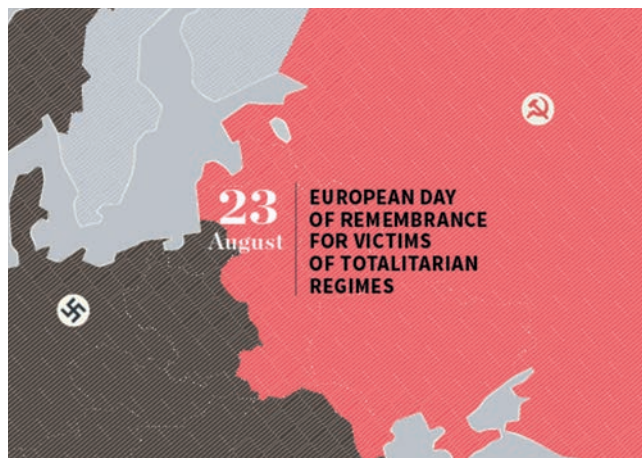 23
August
EUROPEAN DAY
OF REMEMBRANCE
FOR VICTIMS
OF TOTALITARIAN
REGIMES